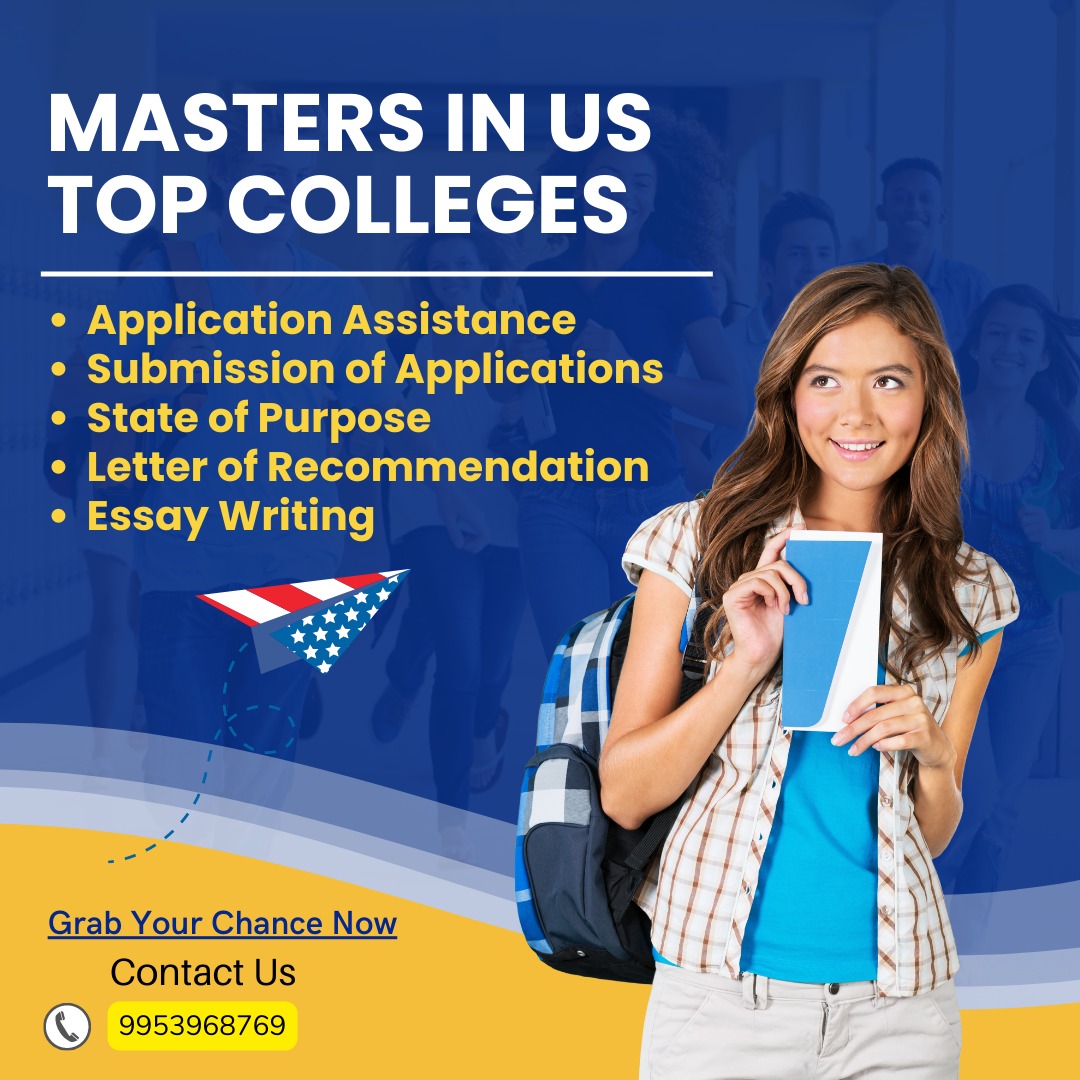 MASTERS IN US
TOP COLLEGES
• Application Assistance
• Submission of Applications
• State of Purpose
• Letter of Recommendation
• Essay Writing
Grab Your Chance Now
Contact Us
9953968769